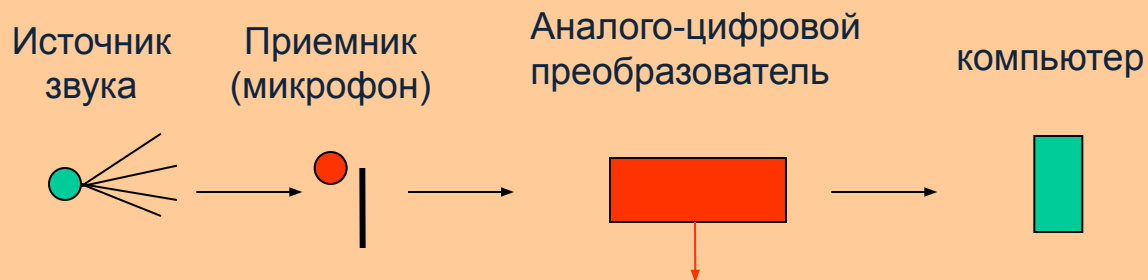 Источник
звука
Приемник
(микрофон)
Аналого-цифровой
преобразователь
компьютер